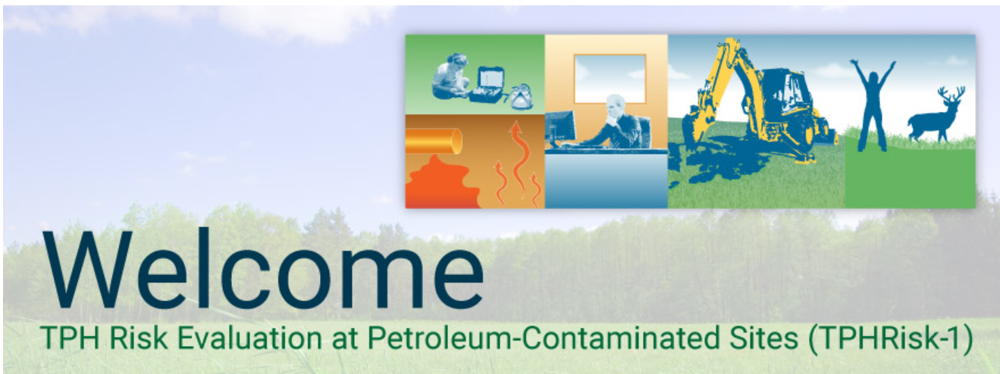 Welcome
TPH Risk Evaluation at Petroleum-Contaminated Sites (TPHRisk-1)